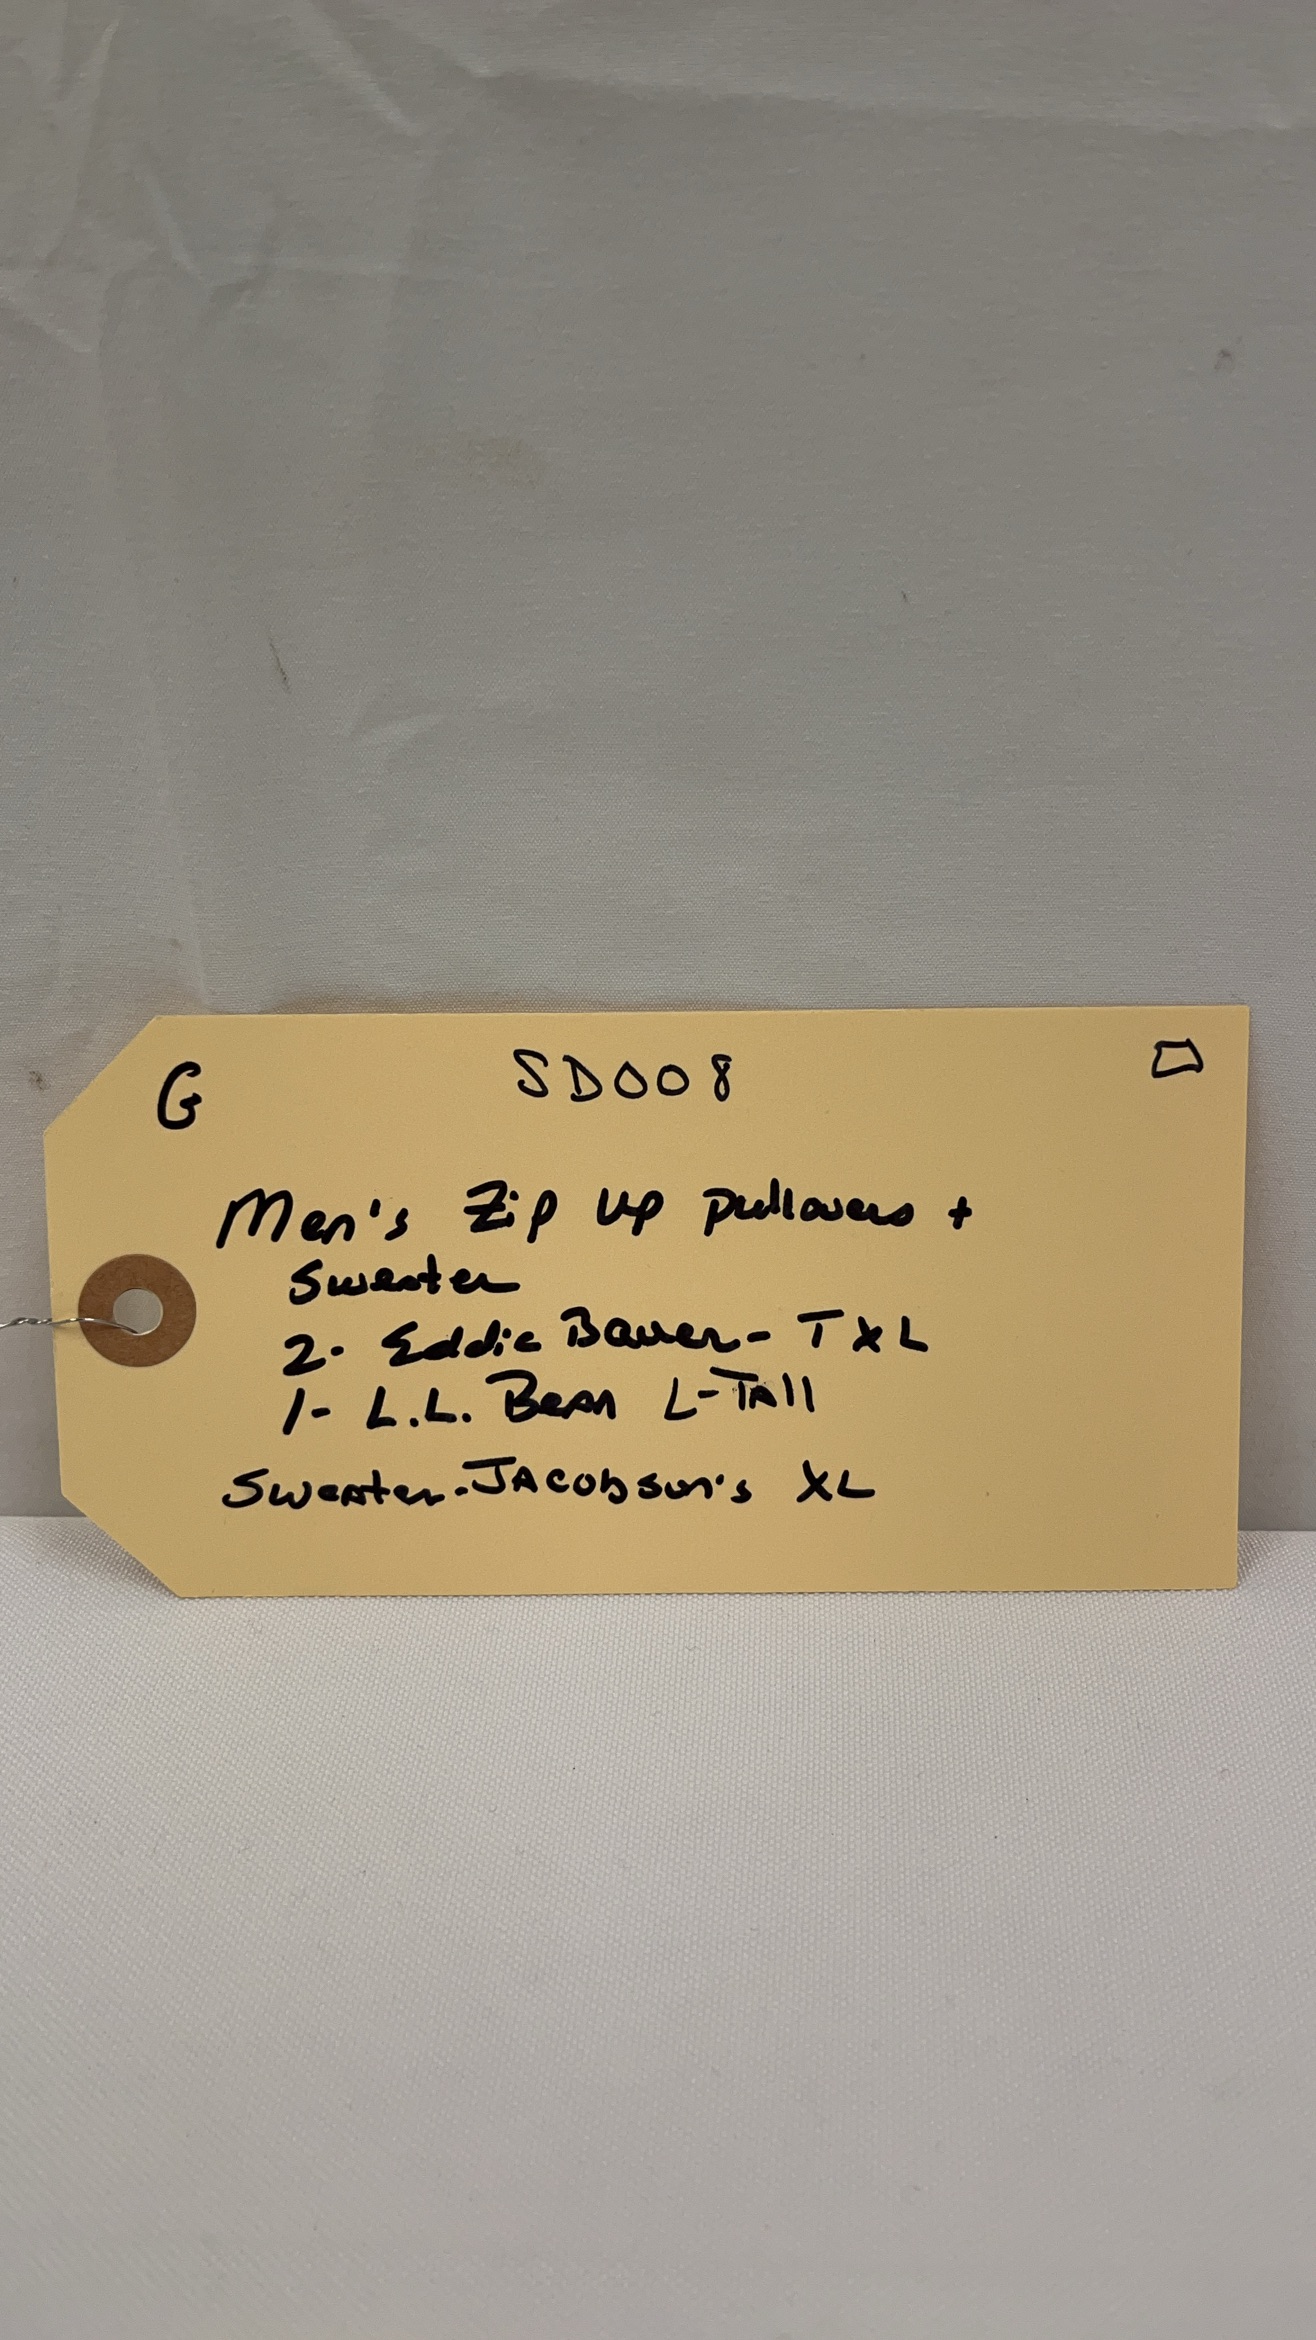 G SD008
Men's Zip Up pullovers +
Sweater
2- Eddie Bauer- TXL
1- L.L. Bean L-TAll
Sweater-JACobson's XL